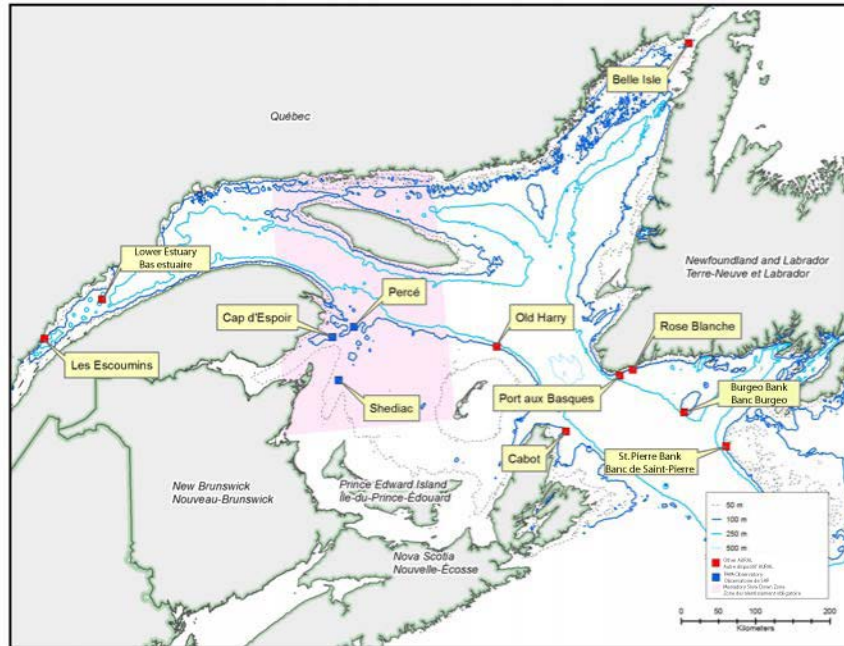 Belle Isle
Québec
Lower Estuary
Bas estuaire
Newfoundland and Labrador
Terre-Neuve et Labrador
Percé
Cap d'Espoir
Old Harry
Rose Blanche
Les Escoumins
Port aux Basques
Shediac
Burgeo Bank
Banc Burgeo
Cabot
St. Pierre Bank
Banc de Saint-Pierre
New Brunswick
Nouveau-Brunswick
Prince Edward Island
Île-du-Prince-Édouard
Nova Scotia
Nouvelle-Écosse
50 m
100 m
250 m
500 m
Zone
0 50 100 200
Kilometers